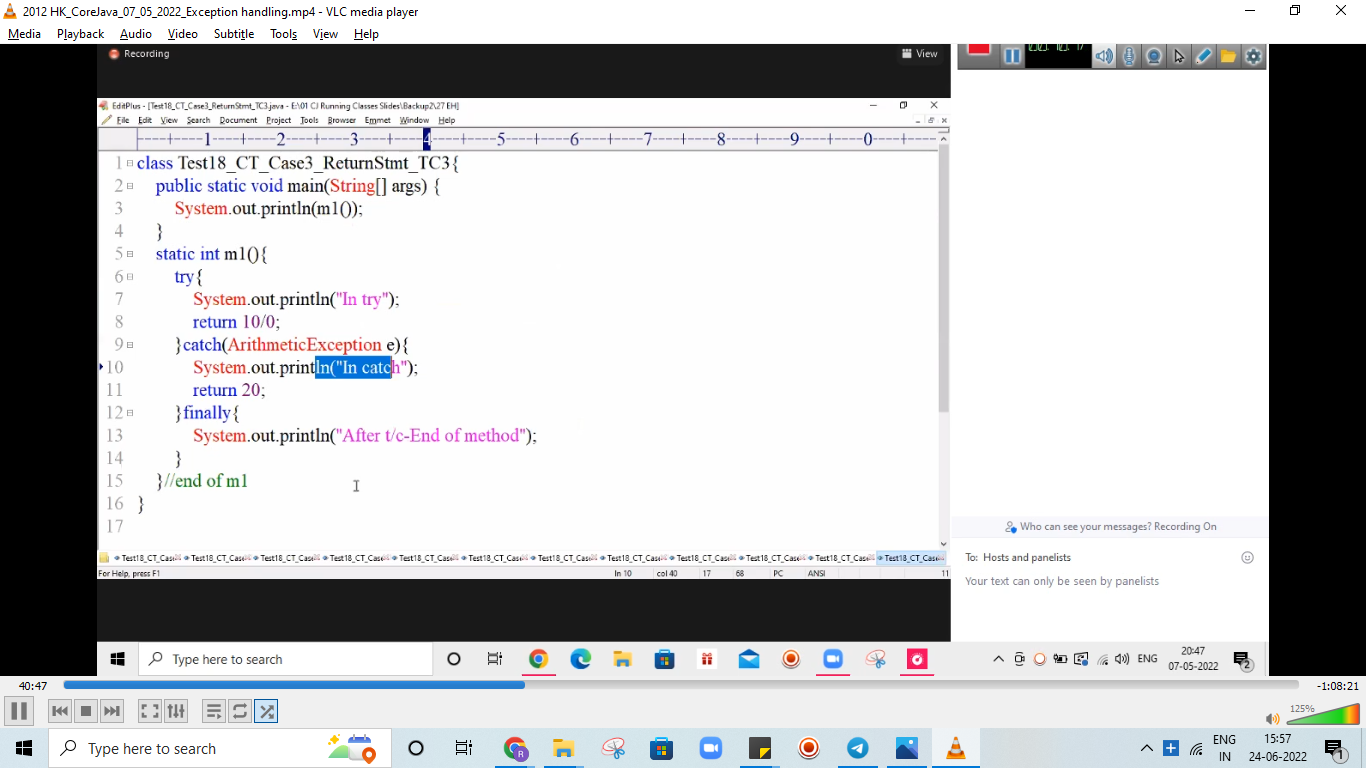 2012 HK_CoreJava_07_05_2022_Exception handling.mp4 - VLC media player
Media Playback Audio Video Subtitle Tools View Help
Recording
View
EditPlus - [Test18_CT_Case3_ReturnStmt_TC3.java - E:\01 CJ Running Classes Slides\Backup2\27 EH]
File Edit View Search Document Project Tools Browser Emmet Window Help
----+----1----+----2----+----3----+----4----+----5----+----6----+----7----+----8----+----9----+----0----+--
1 class Test18_CT_Case3_ReturnStmt_TC3{
2 public static void main(String[] args) {
3 System.out.println(m1());
4 }
5 static int m1(){
6 try{
7 System.out.println("In try");
8 return 10/0;
9 }catch(ArithmeticException e){
10 System.out.println("In catch");
11 return 20;
12 }finally{
13 System.out.println("After t/c-End of method");
14 }
15 }//end of m1
16 }
17
Test18_CT_Case Test18_CT_Case Test18_CT_Case Test18_CT_Case Test18_CT_Case Test18_CT_Case Test18_CT_Case Test18_CT_Case Test18_CT_Case Test18_CT_Case Test18_CT_Case Test18_CT_Case
For Help, press F1 ln 10 col 40 17 68 PC ANSI 11
Who can see your messages? Recording On
To: Hosts and panelists
Your text can only be seen by panelists
Type here to search
ENG
20:47
07-05-2022
2
40:47
-1:08:21
125%
Type here to search
R
ENG
IN
15:57
24-06-2022
1